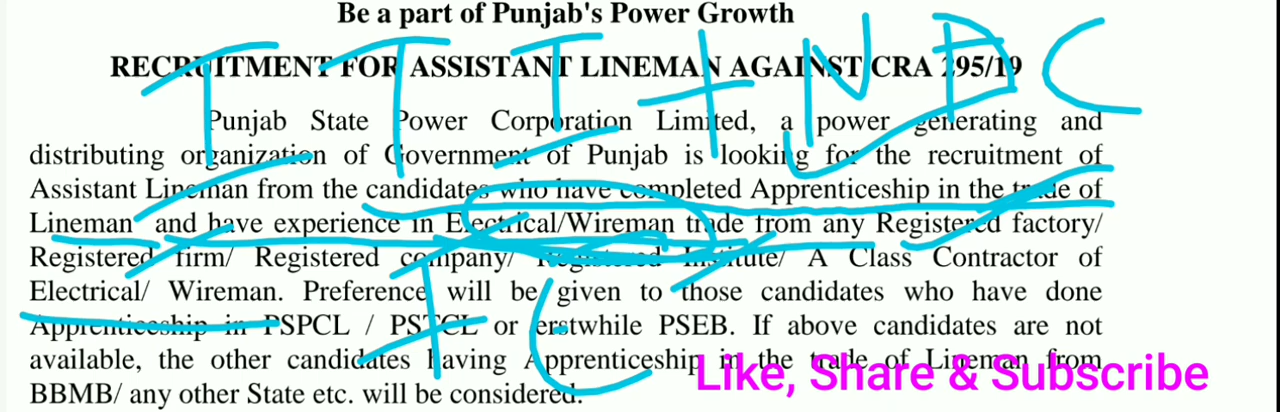 Be a part of Punjab's Power Growth
RECRUITMENT FOR ASSISTANT LINEMAN AGAINST CRA 295/19
Punjab State Power Corporation Limited, a power generating and
distributing organization of Government of Punjab is looking for the recruitment of
Assistant Lineman from the candidates who have completed Apprenticeship in the trade of
Lineman and have experience in Electrical/Wireman trade from any Registered factory/
Registered firm/ Registered company/ Registered Institute/ A Class Contractor of
Electrical/ Wireman. Preference will be given to those candidates who have done
Apprenticeship in PSPCL / PSTCL or erstwhile PSEB. If above candidates are not
available, the other candidates having Apprenticeship in the trade of Lineman from
BBMB/ any other State etc. will be considered.
Like, Share & Subscribe